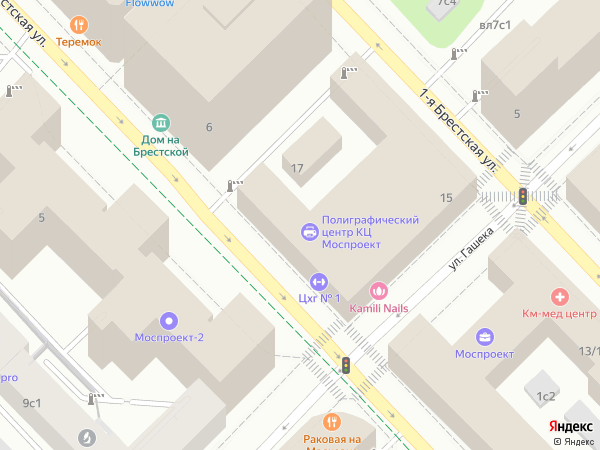 Flowwow
7с4
вл7с1
Теремок
1-я Брестская ул.
5
6
Дом на
Брестской
17
15
5
Полиграфический
центр КЦ
Моспроект
ул. Гашека
Цхг № 1
Kamili Nails
Км-мед центр
Моспроект-2
Моспроект
13/1
pro
9с1
1с2
Раковая на
Яндекс
© Яндекс